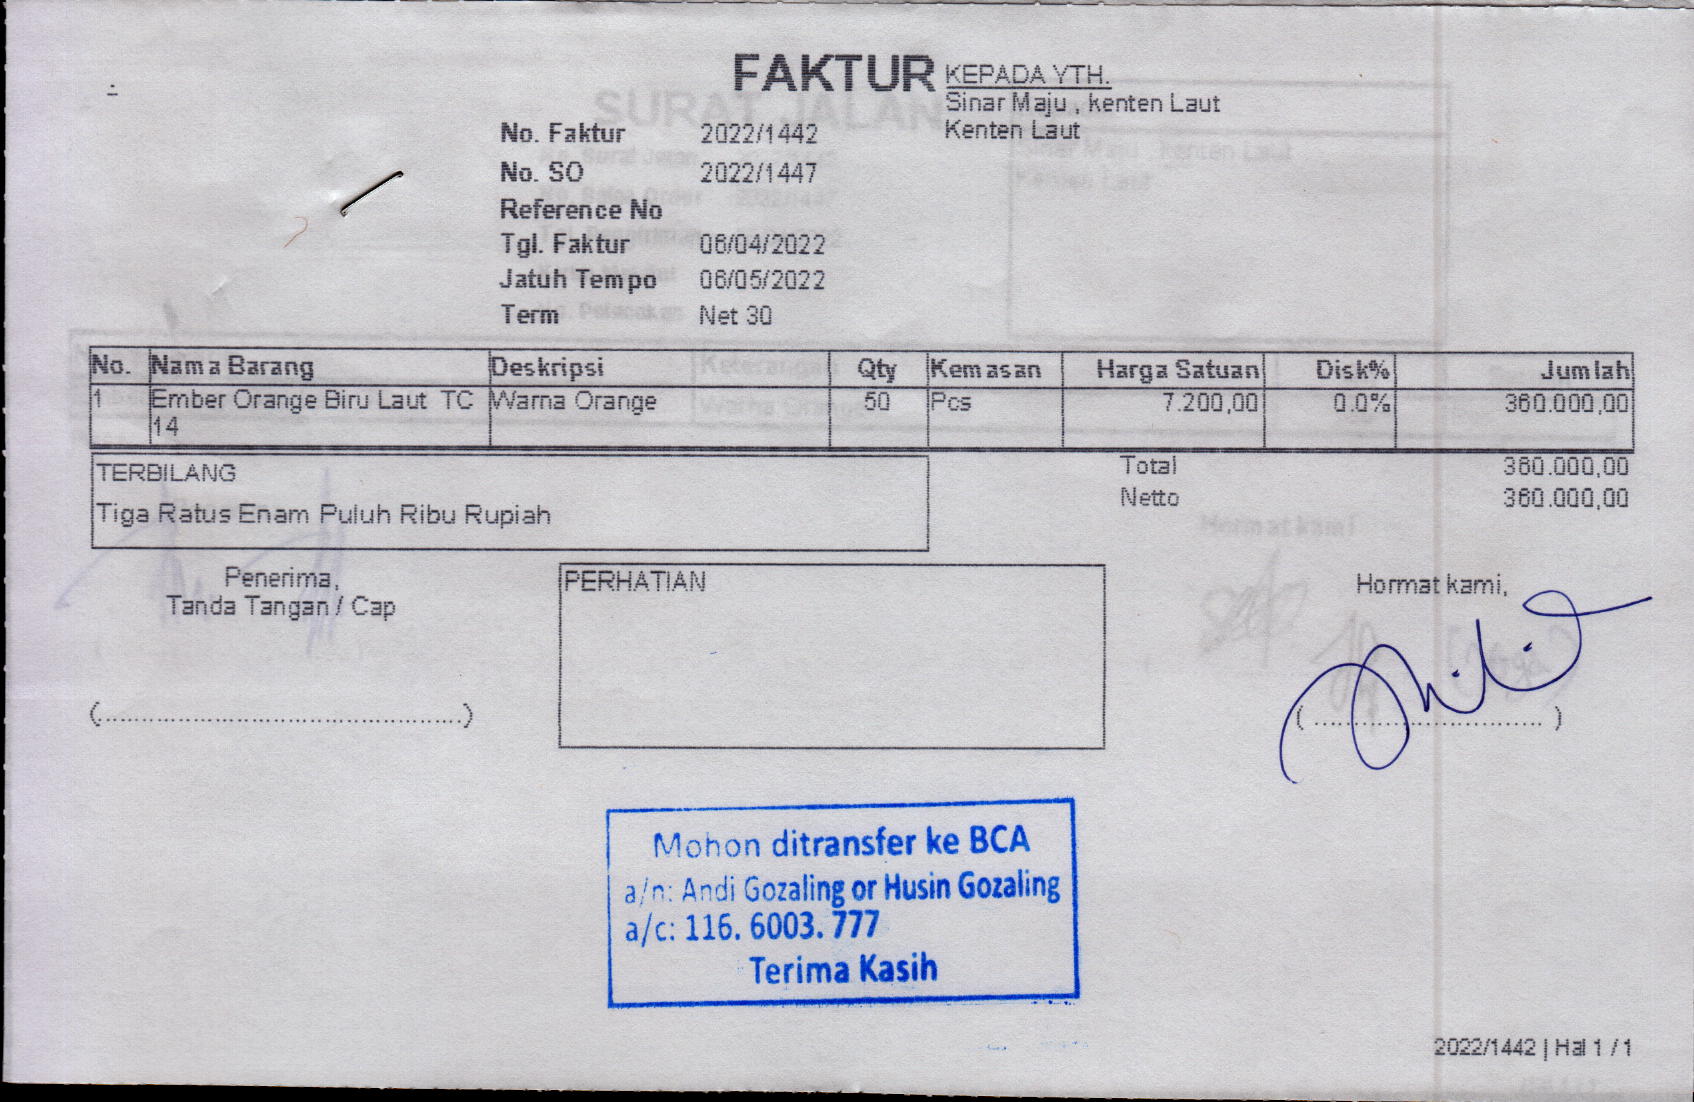 FAKTUR
KEPADA YTH.
Sinar Maju , kenten Laut
Kenten Laut
No. Faktur 2022/1442
No. SO 2022/1447
Reference No
Tgl. Faktur 06/04/2022
Jatuh Tempo 06/05/2022
Term Net 30
No. Nama Barang Deskripsi Qty Kemasan Harga Satuan Disk% Jumlah
1 Ember Orange Biru Laut TC Warna Orange 50 Pcs 7.200,00 0.0% 360.000,00
14
TERBILANG
Tiga Ratus Enam Puluh Ribu Rupiah
Total 360.000,00
Netto 360.000,00
Penerima,
Tanda Tangan / Cap
(................................................)
PERHATIAN
Hormat kami,
( ............................... )
Mohon ditransfer ke BCA
a/n: Andi Gozaling or Husin Gozaling
a/c: 116. 6003. 777
Terima Kasih
2022/1442 | Hal 1 / 1
SURAT JALAN